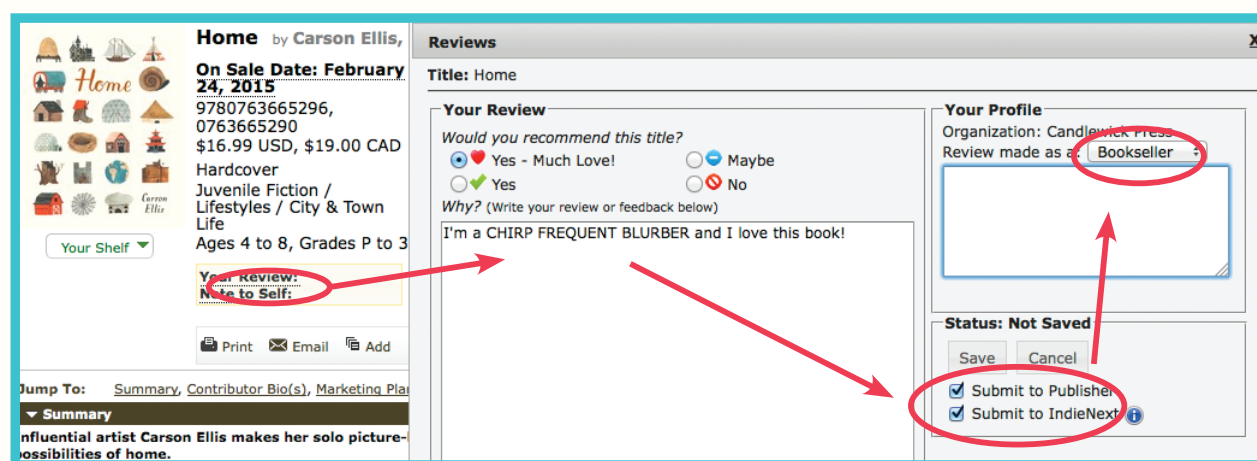 Home
Carson
Ellis
Your Shelf
Home by Carson Ellis,
On Sale Date: February
24, 2015
9780763665296,
0763665290
$16.99 USD, $19.00 CAD
Hardcover
Juvenile Fiction /
Lifestyles / City & Town
Life
Ages 4 to 8, Grades P to 3
Your Review:
Note to Self:
Print Email Add
Jump To: Summary, Contributor Bio(s), Marketing Plan
Summary
nfluential artist Carson Ellis makes her solo picture-
possibilities of home.
Reviews X
Title: Home
Your Review
Would you recommend this title?
Yes - Much Love! Maybe
Yes No
Why? (Write your review or feedback below)
I'm a CHIRP FREQUENT BLURBER and I love this book!
Your Profile
Organization: Candlewick Press
Review made as a: Bookseller
Status: Not Saved
Save Cancel
Submit to Publisher
Submit to IndieNext